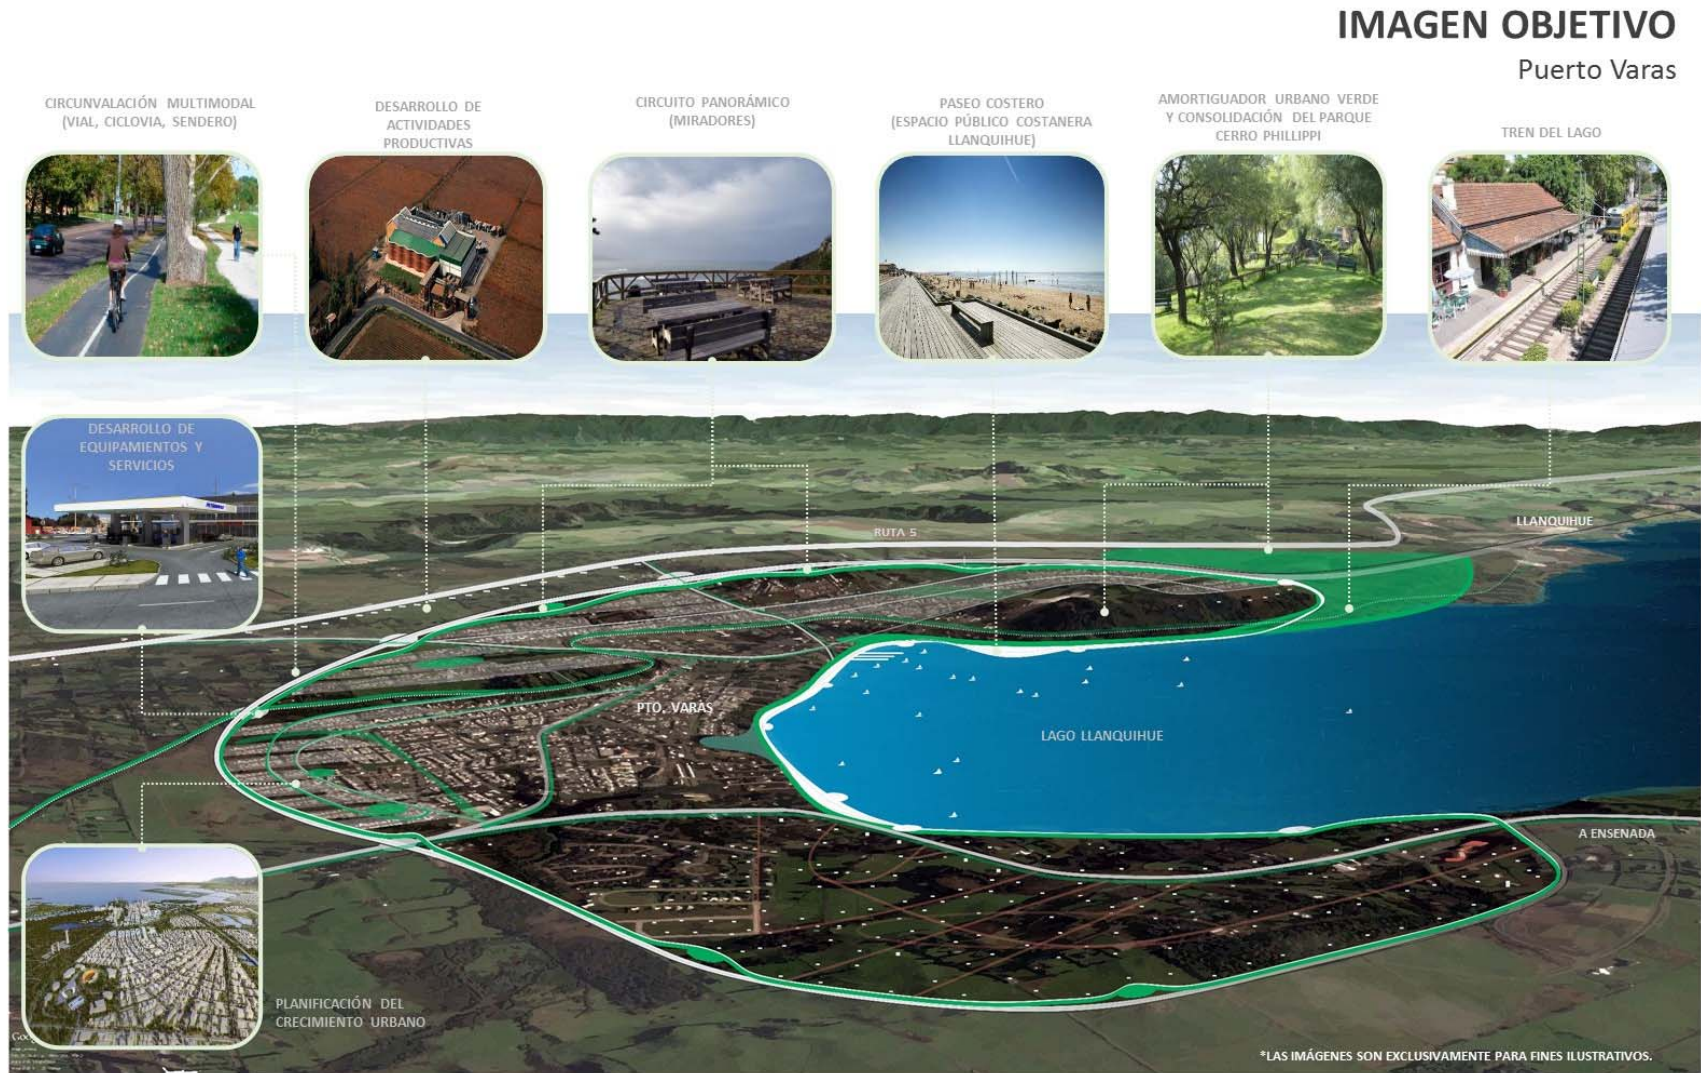 IMAGEN OBJETIVO
Puerto Varas
CIRCUNVALACIÓN MULTIMODAL
(VIAL, CICLOVIA, SENDERO)
DESARROLLO DE
ACTIVIDADES
PRODUCTIVAS
CIRCUITO PANORÁMICO
(MIRADORES)
PASEO COSTERO
(ESPACIO PÚBLICO COSTANERA
LLANQUIHUE)
AMORTIGUADOR URBANO VERDE
Y CONSOLIDACIÓN DEL PARQUE
CERRO PHILLIPPI
TREN DEL LAGO
DESARROLLO DE
EQUIPAMIENTOS Y
SERVICIOS
RUTA 5
LLANQUIHUE
PTO, VARAS
LAGO LLANQUIHUE
A ENSENADA
PLANIFICACIÓN DEL
CRECIMIENTO URBANO
*LAS IMÁGENES SON EXCLUSIVAMENTE PARA FINES ILUSTRATIVOS.